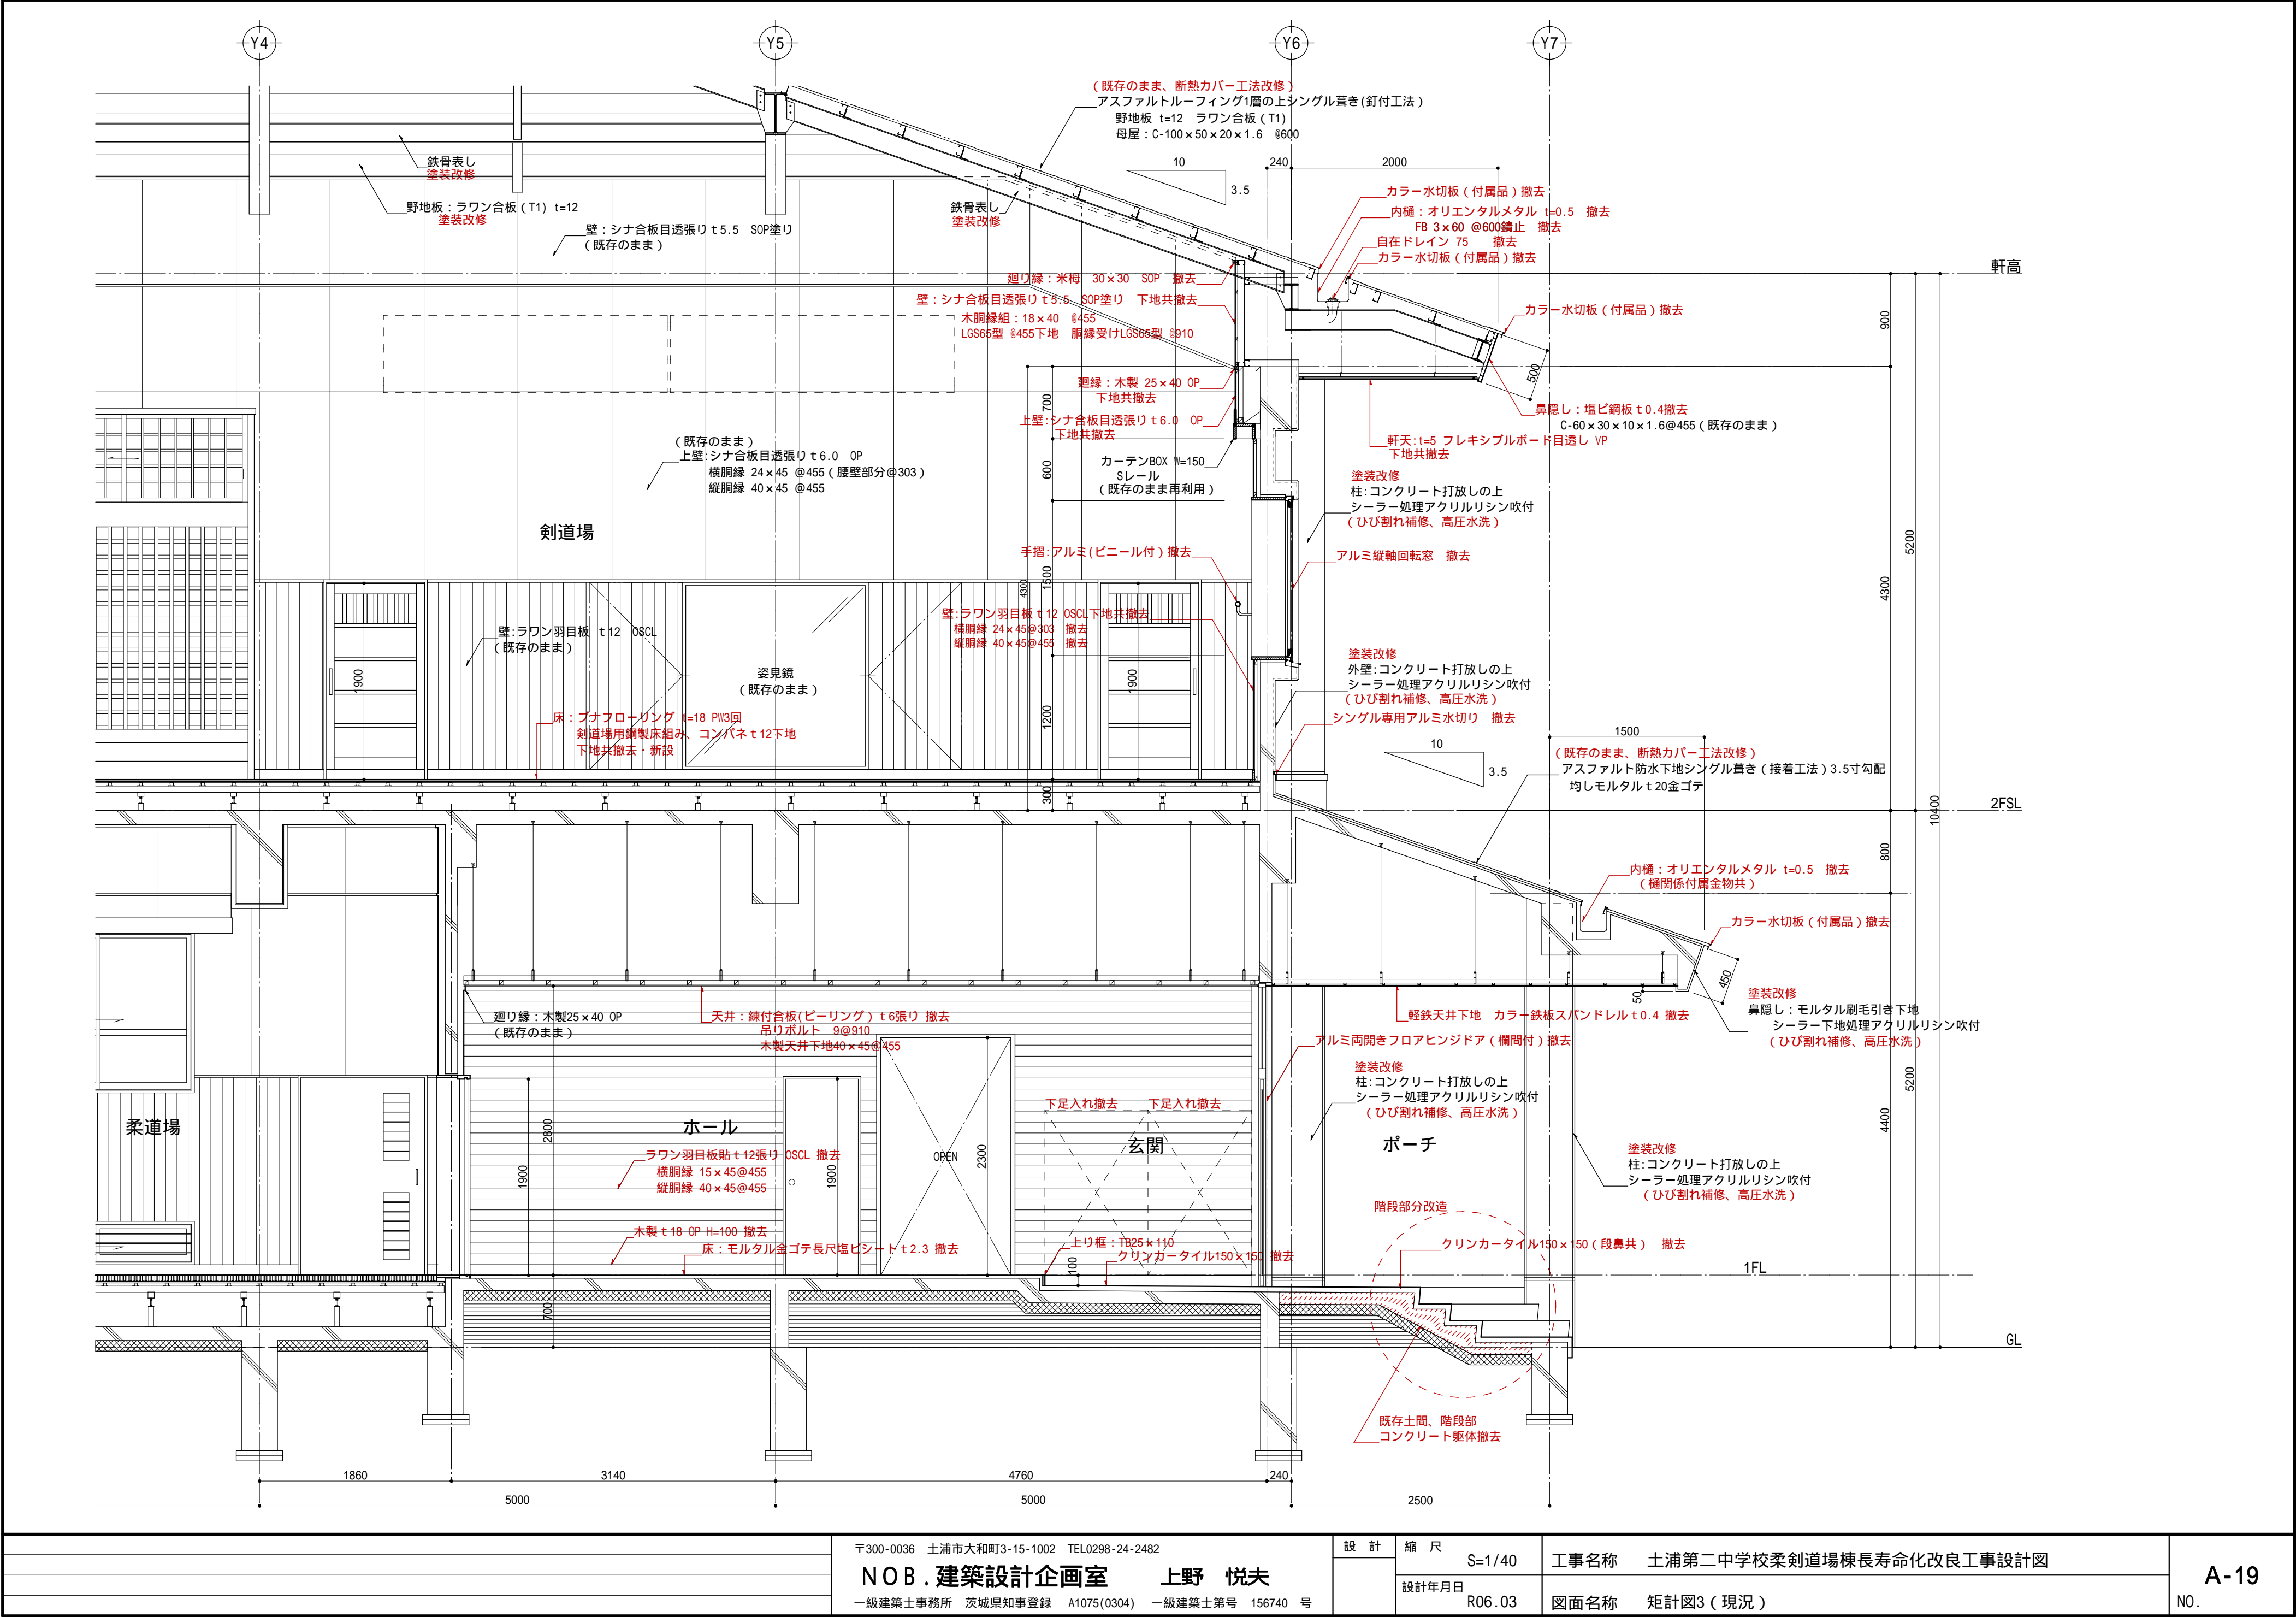 Y4
Y5
Y6
Y7
(既存のまま、断熱カバー工法改修)
アスファルトルーフィング1層の上シングル葺き(釘付工法)
野地板 t=12 ラワン合板(T1)
母屋:C-100×50×20×1.6 @600
10
3.5
240
2000
鉄骨表し
塗装改修
野地板:ラワン合板(T1) t=12
塗装改修
壁:シナ合板目透張りt5.5 SOP塗り
(既存のまま)
鉄骨表し
塗装改修
カラー水切板(付属品)撤去
内樋:オリエンタルメタル t=0.5 撤去
FB 3×60 @600錆止 撤去
自在ドレイン 75 撤去
カラー水切板(付属品)撤去
軒高
廻り縁:米栂 30×30 SOP 撤去
壁:シナ合板目透張りt5.5 SOP塗り 下地共撤去
木胴縁組:18×40 @455
LGS65型 @455下地 胴縁受けLGS65型 @910
カラー水切板(付属品)撤去
900
500
廻縁:木製 25×40 OP
下地共撤去
700
上壁:シナ合板目透張りt6.0 OP
下地共撤去
鼻隠し:塩ビ鋼板t0.4撤去
C-60×30×10×1.6@455(既存のまま)
軒天:t=5 フレキシブルボード目透し VP
下地共撤去
(既存のまま)
上壁:シナ合板目透張りt6.0 OP
横胴縁 24×45 @455(腰壁部分@303)
縦胴縁 40×45 @455
カーテンBOX W=150
Sレール
(既存のまま再利用)
600
塗装改修
柱:コンクリート打放しの上
シーラー処理アクリルリシン吹付
(ひび割れ補修、高圧水洗)
剣道場
5200
手摺:アルミ(ビニール付)撤去
アルミ縦軸回転窓 撤去
4300
1500
4300
壁:ラワン羽目板t12 OSCL下地共撤去
横胴縁 24×45@303 撤去
縦胴縁 40×45@455 撤去
壁:ラワン羽目板 t12 OSCL
(既存のまま)
1900
姿見鏡
(既存のまま)
1900
塗装改修
外壁:コンクリート打放しの上
シーラー処理アクリルリシン吹付
(ひび割れ補修、高圧水洗)
床:ブナフローリング t=18 PW3回
剣道場用鋼製床組み、コンパネt12下地
下地共撤去・新設
1200
シングル専用アルミ水切り 撤去
1500
10
3.5
(既存のまま、断熱カバー工法改修)
アスファルト防水下地シングル葺き(接着工法)3.5寸勾配
均しモルタルt20金ゴテ
300
2FSL
10400
800
内樋:オリエンタルメタル t=0.5 撤去
(樋関係付属金物共)
カラー水切板(付属品)撤去
450
50
塗装改修
鼻隠し:モルタル刷毛引き下地
シーラー下地処理アクリルリシン吹付
(ひび割れ補修、高圧水洗)
廻り縁:木製25×40 OP
(既存のまま)
天井:練付合板(ピーリング)t6張り 撤去
吊りボルト 9@910
木製天井下地40×45@455
軽鉄天井下地 カラー鉄板スパンドレルt0.4 撤去
アルミ両開きフロアヒンジドア(欄間付)撤去
塗装改修
柱:コンクリート打放しの上
シーラー処理アクリルリシン吹付
(ひび割れ補修、高圧水洗)
5200
4400
下足入れ撤去
下足入れ撤去
柔道場
2800
ホール
OPEN
2300
玄関
ポーチ
ラワン羽目板貼t12張り OSCL 撤去
横胴縁 15×45@455
縦胴縁 40×45@455
1900
1900
塗装改修
柱:コンクリート打放しの上
シーラー処理アクリルリシン吹付
(ひび割れ補修、高圧水洗)
階段部分改造
木製t18 OP H=100 撤去
床:モルタル金ゴテ長尺塩ビシートt2.3 撤去
上り框:TB25×110
クリンカータイル150×150 撤去
100
クリンカータイル150×150(段鼻共) 撤去
1FL
700
GL
既存土間、階段部
コンクリート躯体撤去
1860
3140
4760
240
5000
5000
2500
〒300-0036 土浦市大和町3-15-1002 TEL0298-24-2482
NOB.建築設計企画室 上野 悦夫
一級建築士事務所 茨城県知事登録 A1075(0304) 一級建築士第号 156740 号
設 計
縮 尺
S=1/40
設計年月日
R06.03
工事名称 土浦第二中学校柔剣道場棟長寿命化改良工事設計図
図面名称 矩計図3(現況)
A-19
NO.